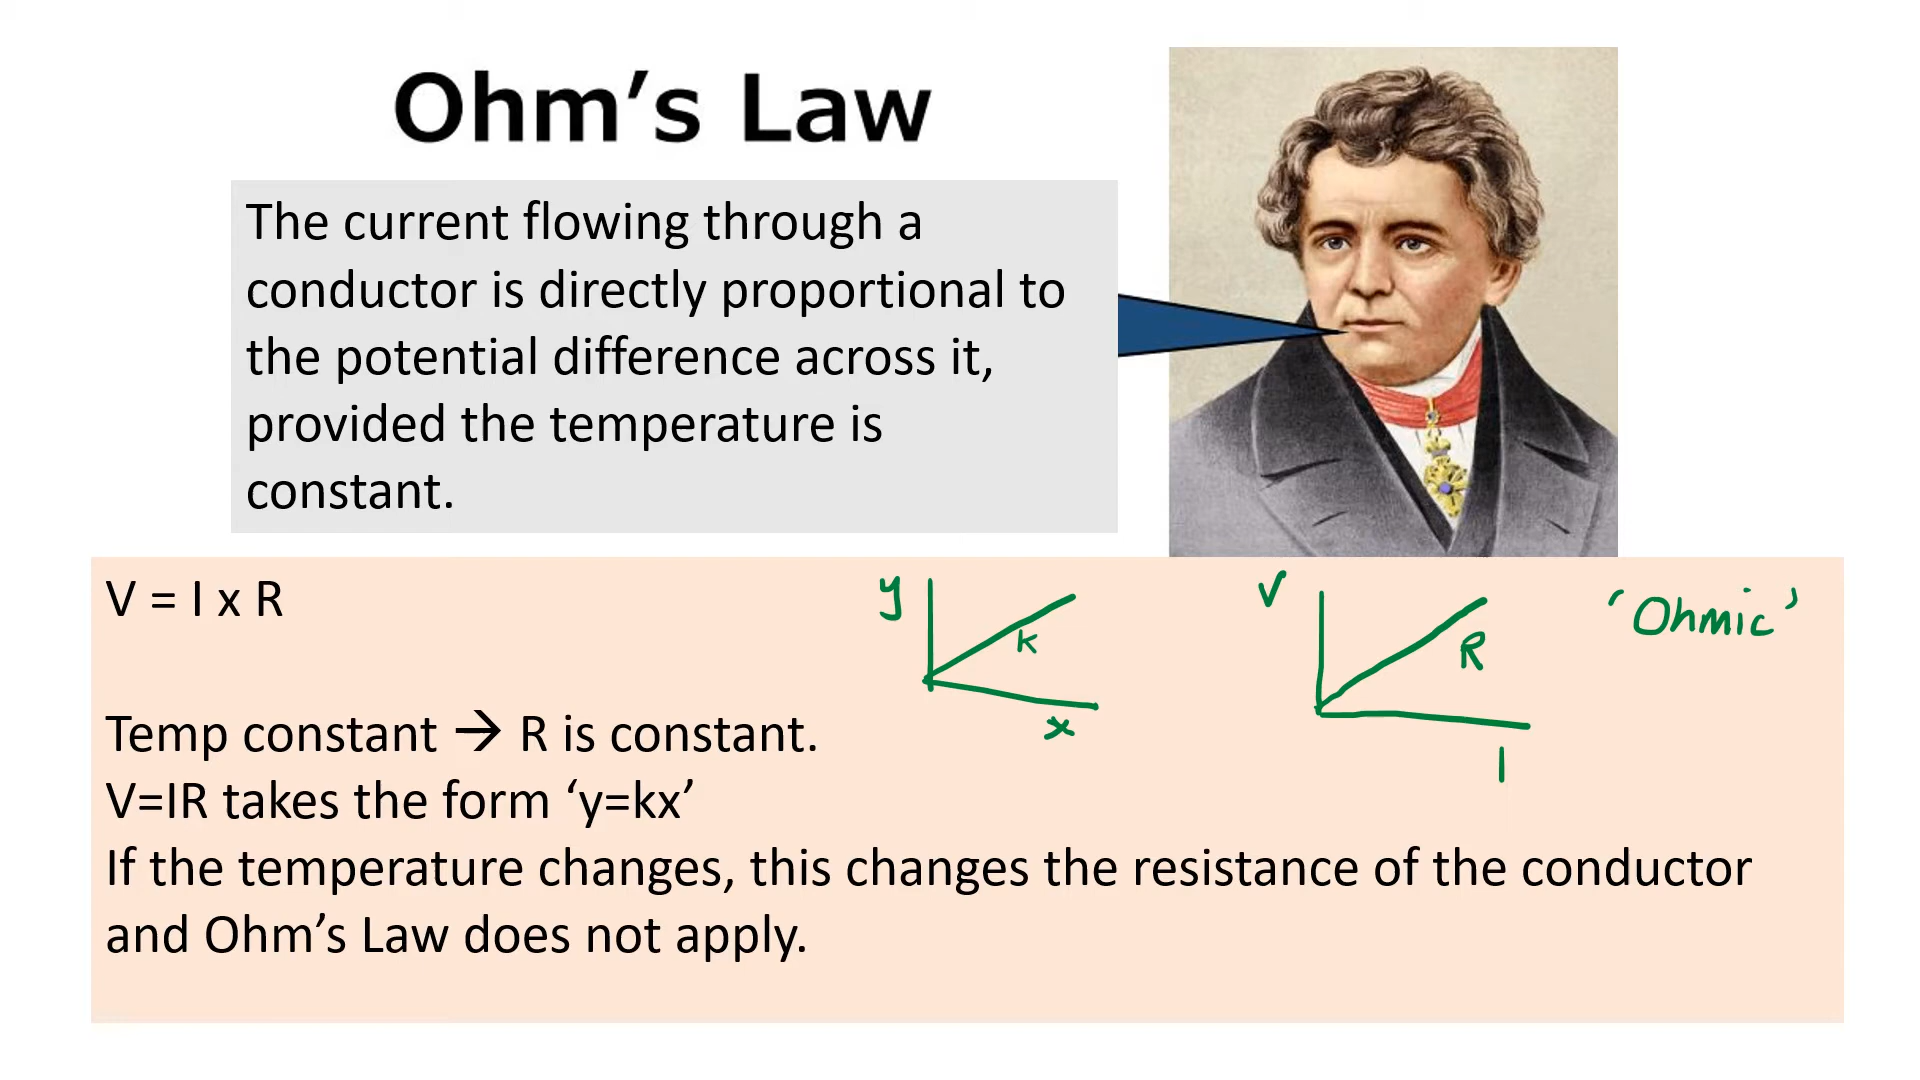 Ohm’s Law
The current flowing through a
conductor is directly proportional to
the potential difference across it,
provided the temperature is
constant.
V = I x R
y
k
x
V
R
I
‘Ohmic’
Temp constant → R is constant.
V=IR takes the form ‘y=kx’
If the temperature changes, this changes the resistance of the conductor
and Ohm’s Law does not apply.